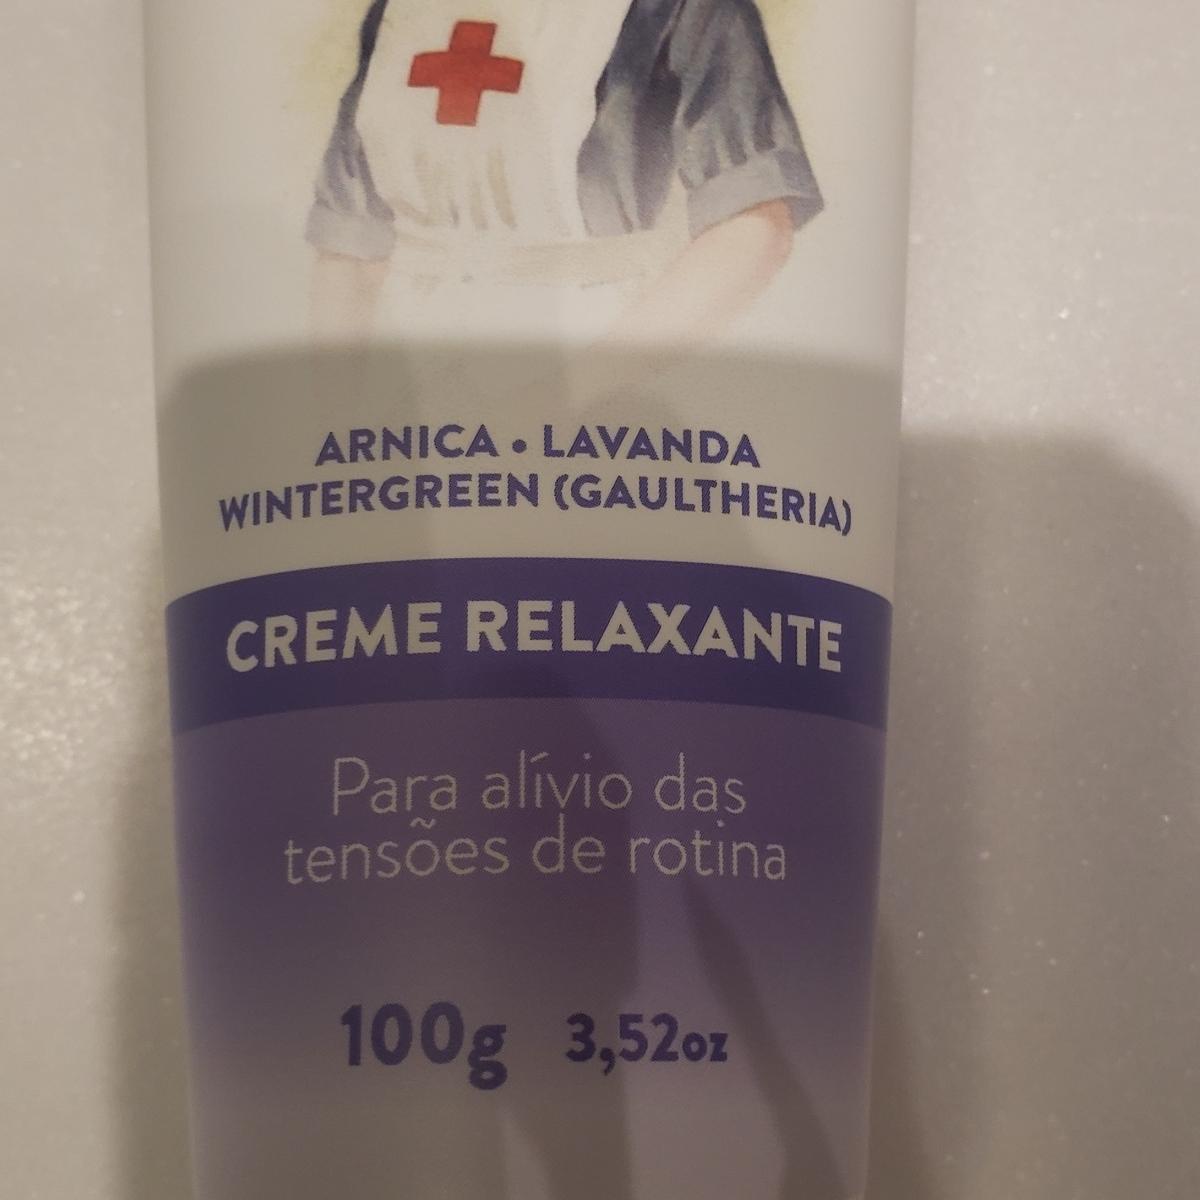 ARNICA • LAVANDA
WINTERGREEN (GAULTHERIA)
CREME RELAXANTE
Para alívio das
tensões de rotina
100g 3,52oz